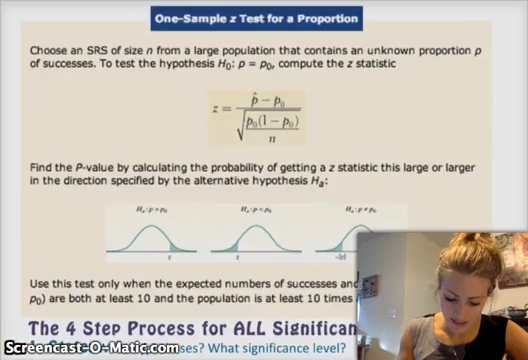 One-Sample z Test for a Proportion
Choose an SRS of size n from a large population that contains an unknown proportion p
of successes. To test the hypothesis H₀: p = p₀, compute the z statistic
z = (p̂ − p₀) / √(p₀(1 − p₀) / n)
Find the P-value by calculating the probability of getting a z statistic this large or larger
in the direction specified by the alternative hypothesis Hₐ:
Hₐ: p > p₀ Hₐ: p < p₀ Hₐ: p ≠ p₀
z z −|z|
Use this test only when the expected numbers of successes and
p₀) are both at least 10 and the population is at least 10 times
The 4 Step Process for ALL Significan
Screencast-O-Matic.com ses? What significance level?